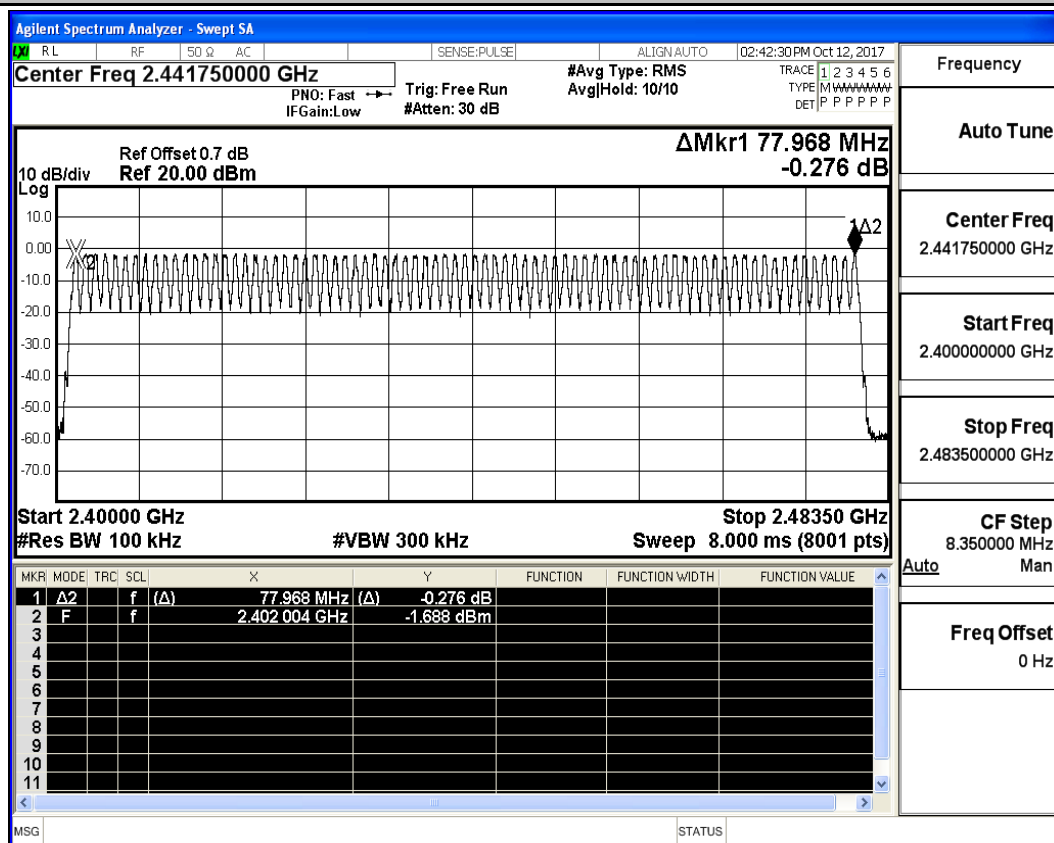 Agilent Spectrum Analyzer - Swept SA
LXI RL RF 50 Ω AC SENSE:PULSE ALIGN AUTO 02:42:30 PM Oct 12, 2017
Center Freq 2.441750000 GHz
PNO: Fast
IFGain:Low
Trig: Free Run
#Atten: 30 dB
#Avg Type: RMS
Avg|Hold: 10/10
TRACE 1 2 3 4 5 6
TYPE M W W W W W
DET P P P P P P
ΔMkr1 77.968 MHz
-0.276 dB
Ref Offset 0.7 dB
10 dB/div Ref 20.00 dBm
Log
10.0
0.00
-10.0
-20.0
-30.0
-40.0
-50.0
-60.0
-70.0
1Δ2
2
Start 2.40000 GHz Stop 2.48350 GHz
#Res BW 100 kHz #VBW 300 kHz Sweep 8.000 ms (8001 pts)
MKR MODE TRC SCL X Y FUNCTION FUNCTION WIDTH FUNCTION VALUE
1 Δ2 f (Δ) 77.968 MHz (Δ) -0.276 dB
2 F f 2.402 004 GHz -1.688 dBm
3
4
5
6
7
8
9
10
11
MSG STATUS
Frequency
Auto Tune
Center Freq
2.441750000 GHz
Start Freq
2.400000000 GHz
Stop Freq
2.483500000 GHz
CF Step
8.350000 MHz
Auto Man
Freq Offset
0 Hz